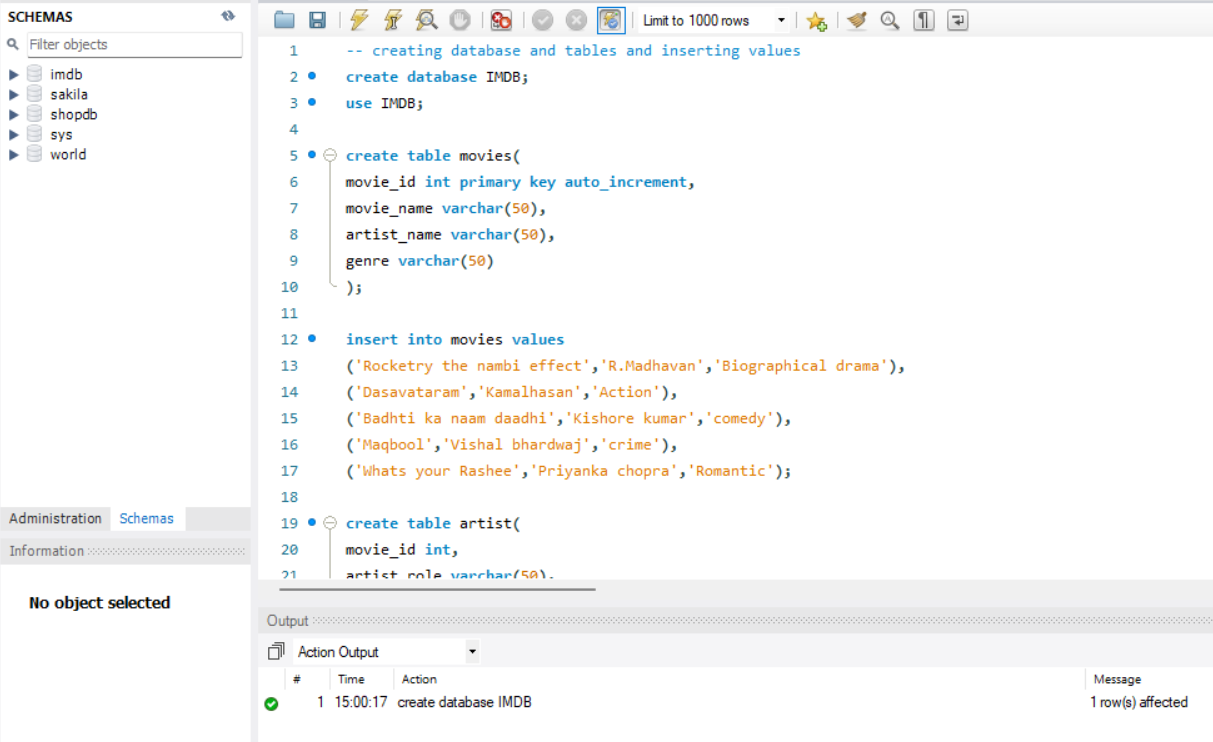 SCHEMAS
Filter objects
imdb
sakila
shopdb
sys
world
Administration Schemas
Information
No object selected
Limit to 1000 rows
1 -- creating database and tables and inserting values
2 create database IMDB;
3 use IMDB;
4
5 create table movies(
6 movie_id int primary key auto_increment,
7 movie_name varchar(50),
8 artist_name varchar(50),
9 genre varchar(50)
10 );
11
12 insert into movies values
13 ('Rocketry the nambi effect','R.Madhavan','Biographical drama'),
14 ('Dasavataram','Kamalhasan','Action'),
15 ('Badhti ka naam daadhi','Kishore kumar','comedy'),
16 ('Maqbool','Vishal bhardwaj','crime'),
17 ('Whats your Rashee','Priyanka chopra','Romantic');
18
19 create table artist(
20 movie_id int,
21 artist_role varchar(50),
Output
Action Output
# Time Action Message
1 15:00:17 create database IMDB 1 row(s) affected